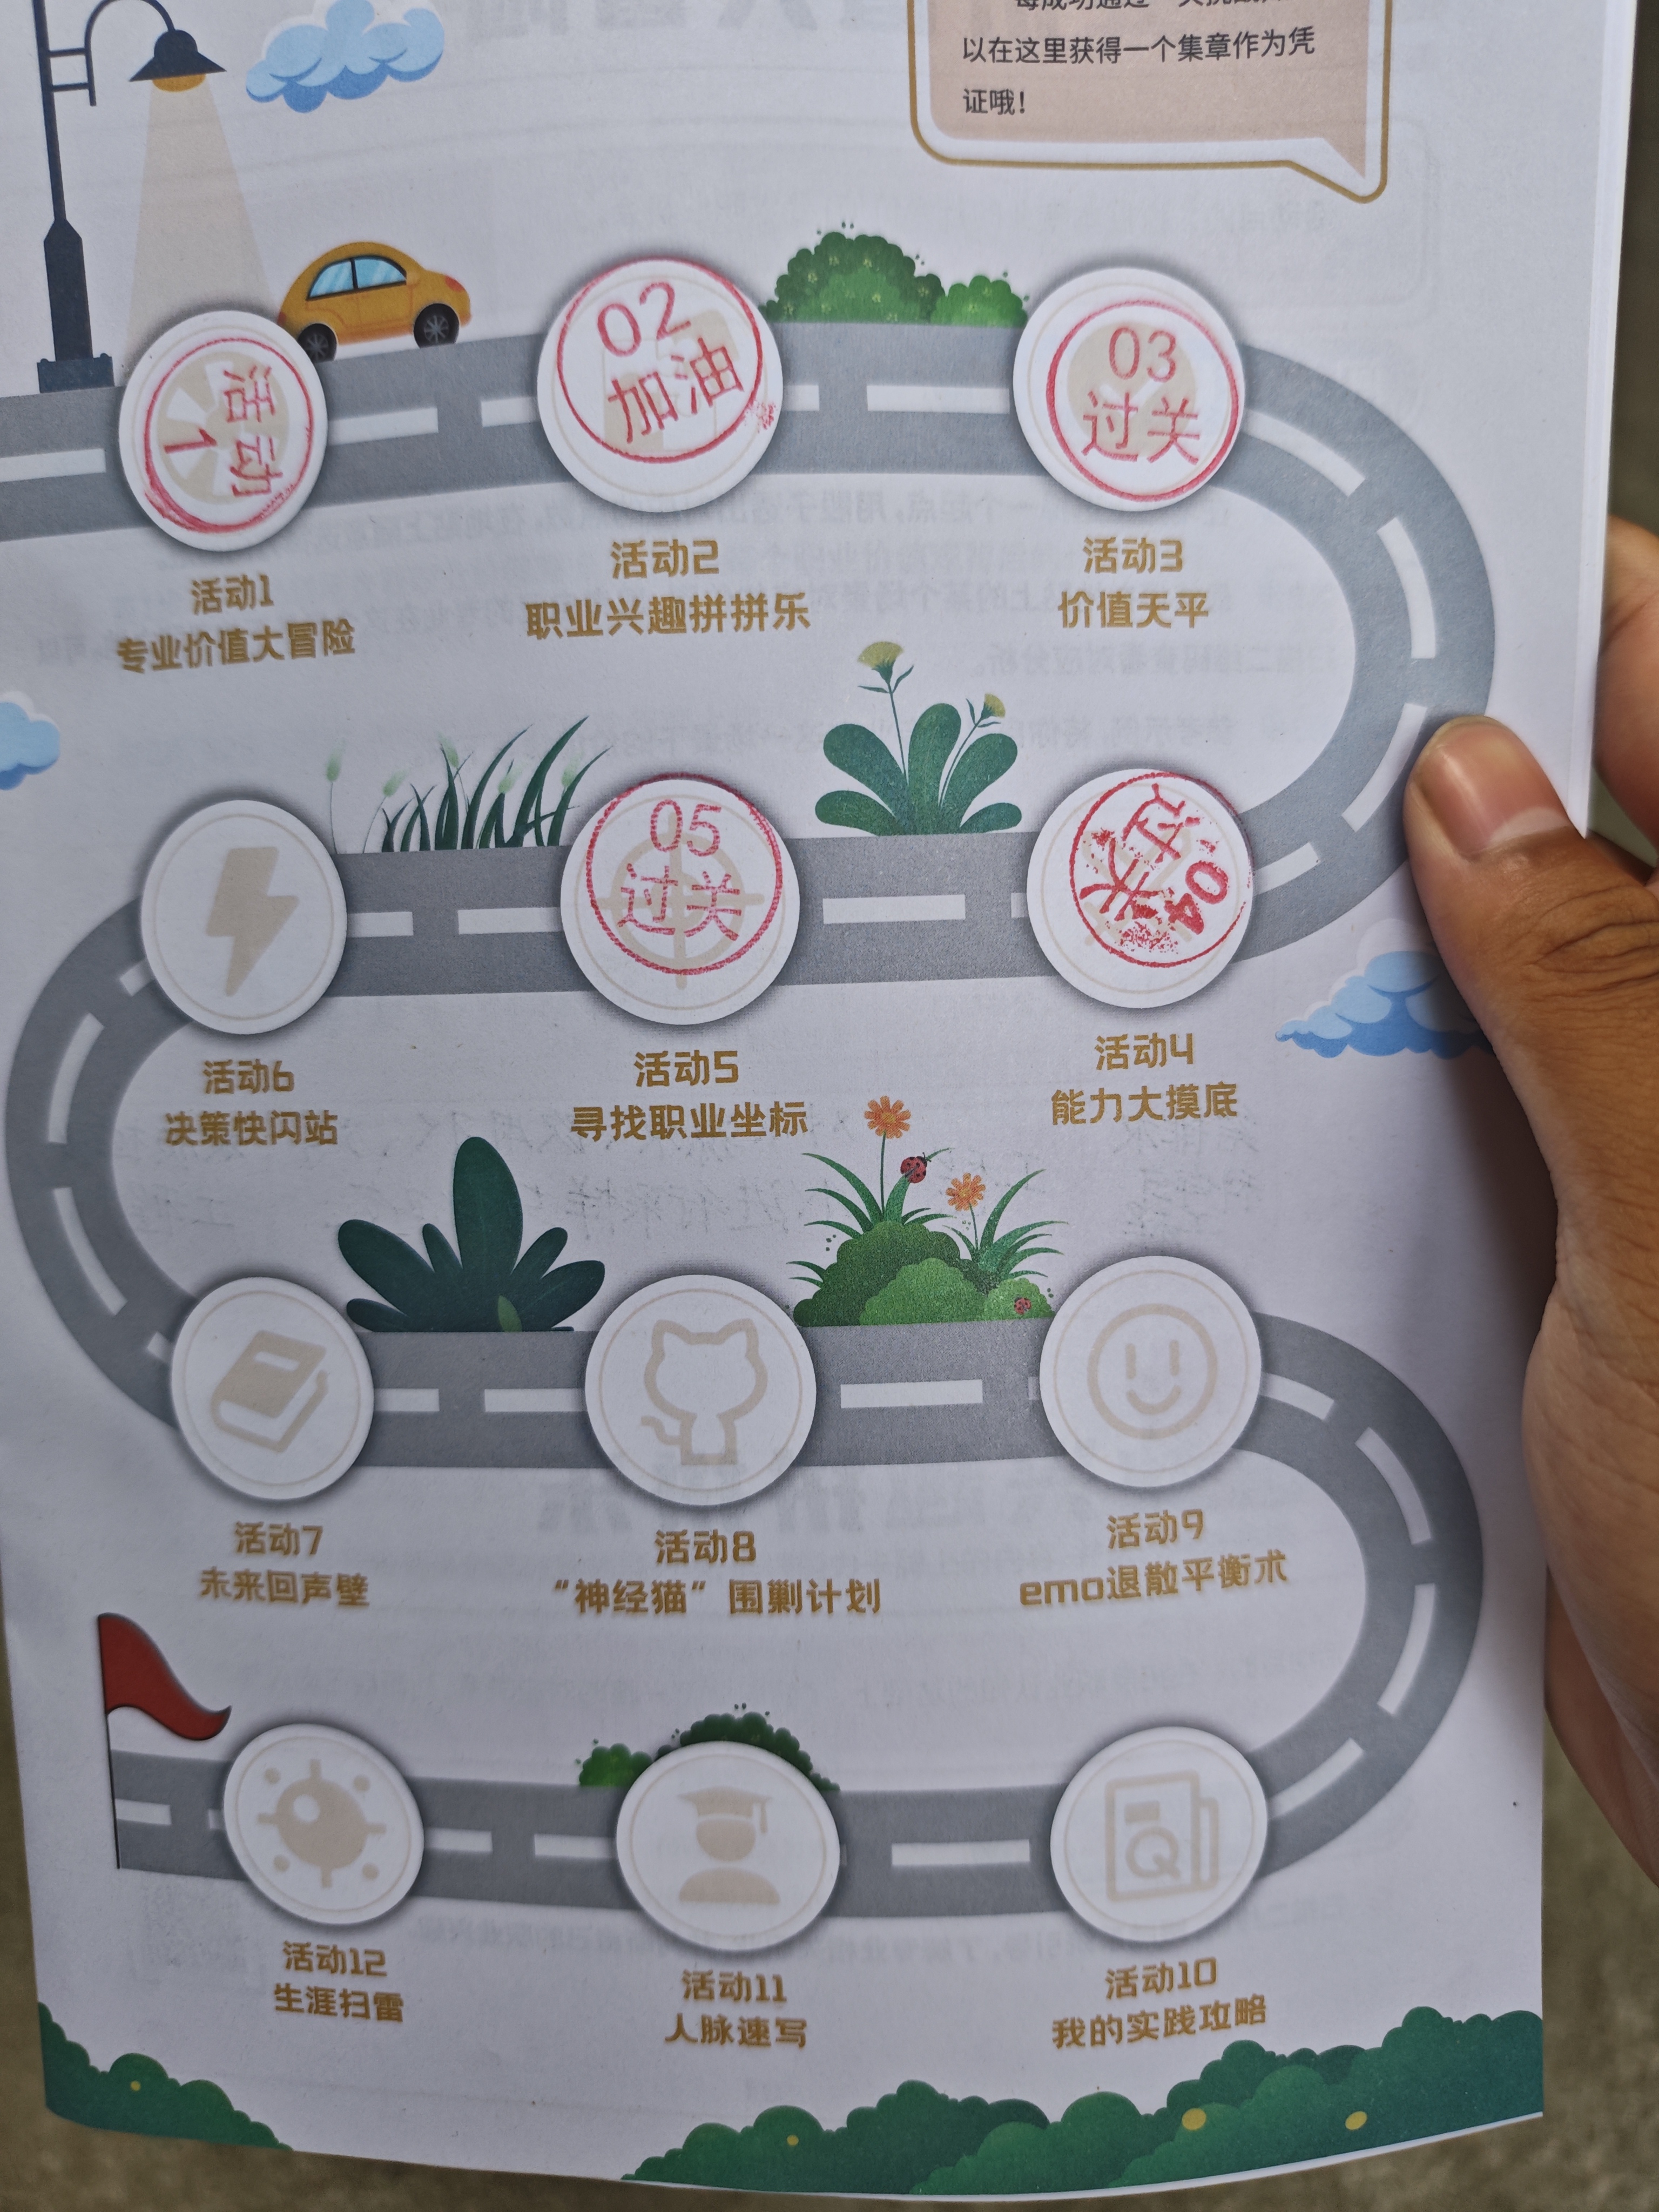 以在这里获得一个集章作为凭
证哦！
活动
1
02
加油
03
过关
活动1
专业价值大冒险
活动2
职业兴趣拼拼乐
活动3
价值天平
05
过关
04
过关
活动6
决策快闪站
活动5
寻找职业坐标
活动4
能力大摸底
活动7
未来回声壁
活动8
“神经猫”围剿计划
活动9
emo退散平衡术
活动12
生涯扫雷
活动11
人脉速写
活动10
我的实践攻略